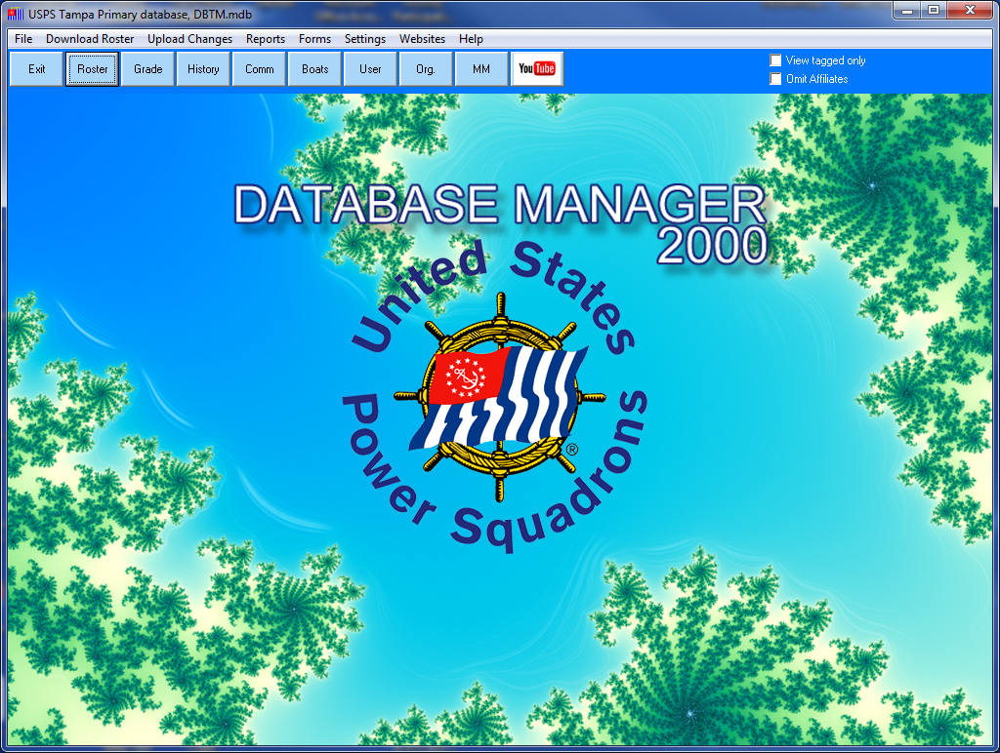 USPS Tampa Primary database, DBTM.mdb
File Download Roster Upload Changes Reports Forms Settings Websites Help
Exit Roster Grade History Comm Boats User Org. MM YouTube
View tagged only
Omit Affiliates
DATABASE MANAGER
2000
United States
Power Squadrons
®